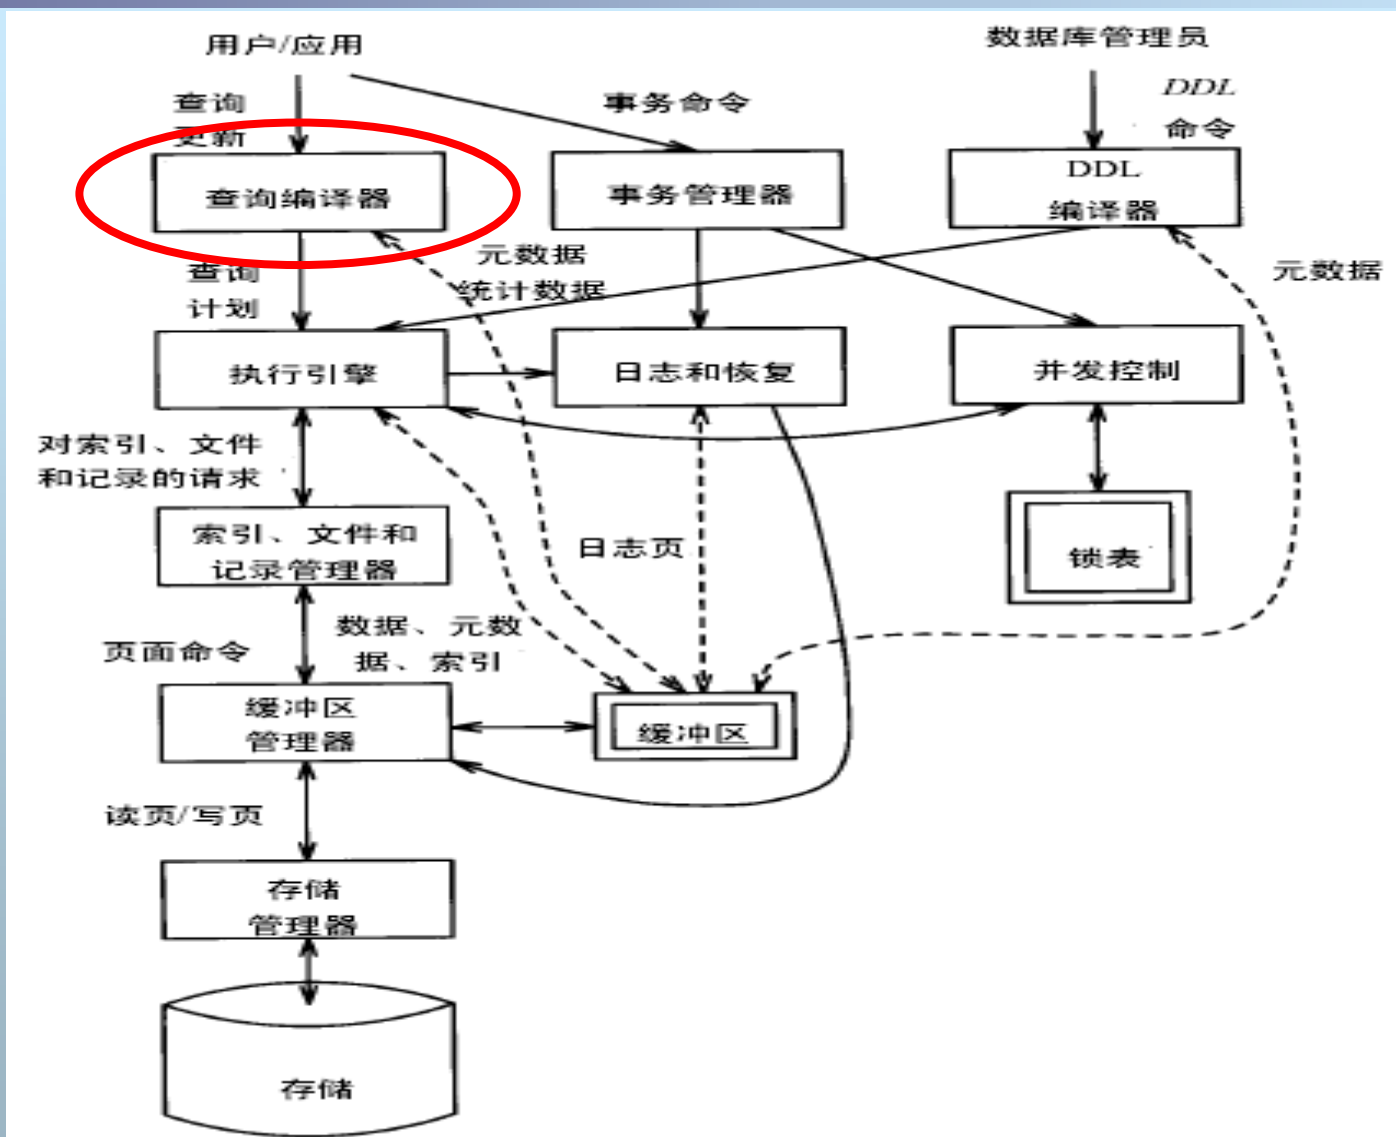 用户/应用
数据库管理员
查询
更新
事务命令
DDL
命令
查询编译器
事务管理器
DDL
编译器
查询
计划
元数据
统计数据
元数据
执行引擎
日志和恢复
并发控制
对索引、文件
和记录的请求
索引、文件和
记录管理器
日志页
锁表
页面命令
数据、元数
据、索引
缓冲区
管理器
缓冲区
读页/写页
存储
管理器
存储